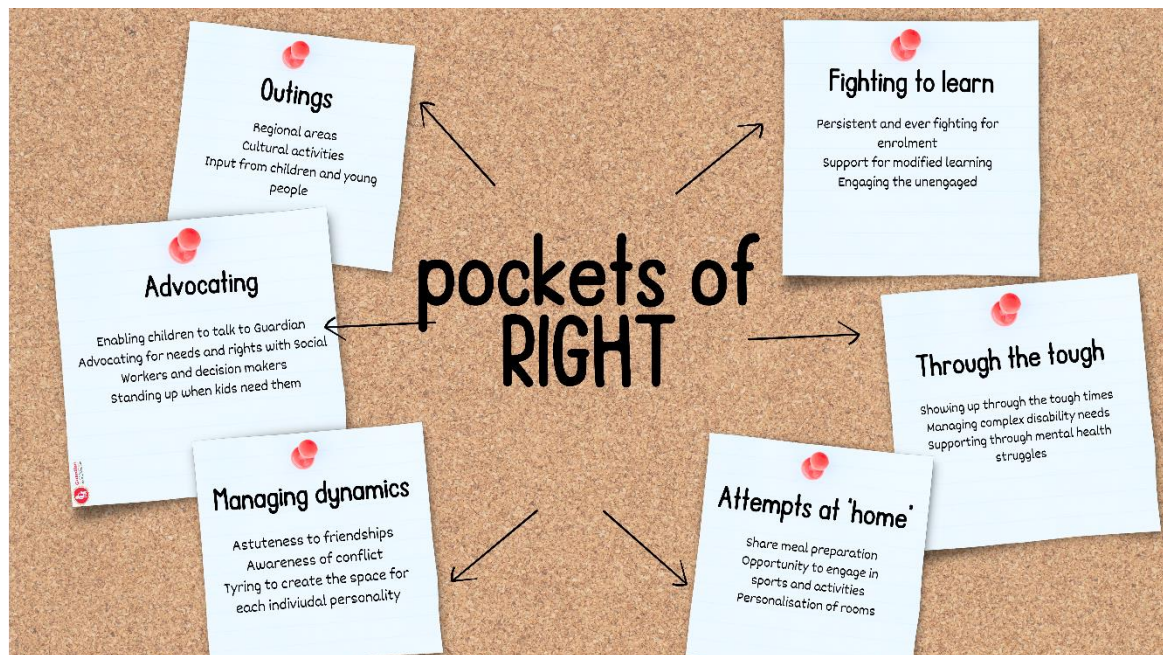 pockets of
RIGHT
Outings
Regional areas
Cultural activities
Input from children and young
people
Advocating
Enabling children to talk to Guardian
Advocating for needs and rights with Social
Workers and decision makers
Standing up when kids need them
Managing dynamics
Astuteness to friendships
Awareness of conflict
Tyring to create the space for
each indiviudal personality
Fighting to learn
Persistent and ever fighting for
enrolment
Support for modified learning
Engaging the unengaged
Through the tough
Showing up through the tough times
Managing complex disability needs
Supporting through mental health
struggles
Attempts at 'home'
Share meal preparation
Opportunity to engage in
sports and activities
Personalisation of rooms
Guardian